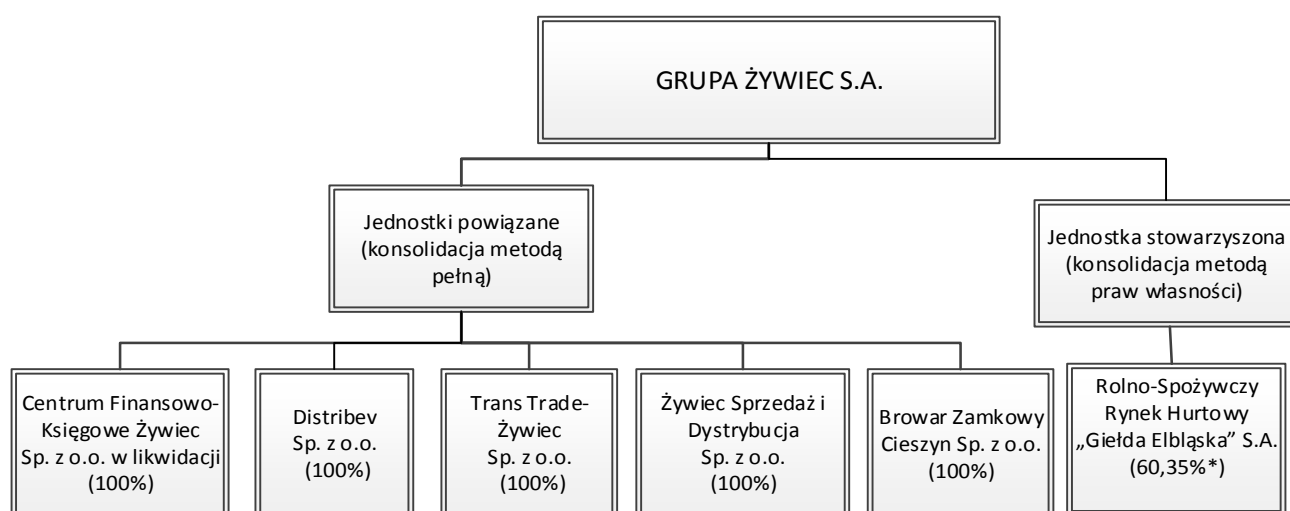 GRUPA ŻYWIEC S.A.
Jednostki powiązane
(konsolidacja metodą
pełną)
Jednostka stowarzyszona
(konsolidacja metodą
praw własności)
Centrum Finansowo-
Księgowe Żywiec
Sp. z o.o. w likwidacji
(100%)
Distribev
Sp. z o.o.
(100%)
Trans Trade-
Żywiec
Sp. z o.o.
(100%)
Żywiec Sprzedaż i
Dystrybucja
Sp. z o.o.
(100%)
Browar Zamkowy
Cieszyn Sp. z o.o.
(100%)
Rolno-Spożywczy
Rynek Hurtowy
„Giełda Elbląska” S.A.
(60,35%*)